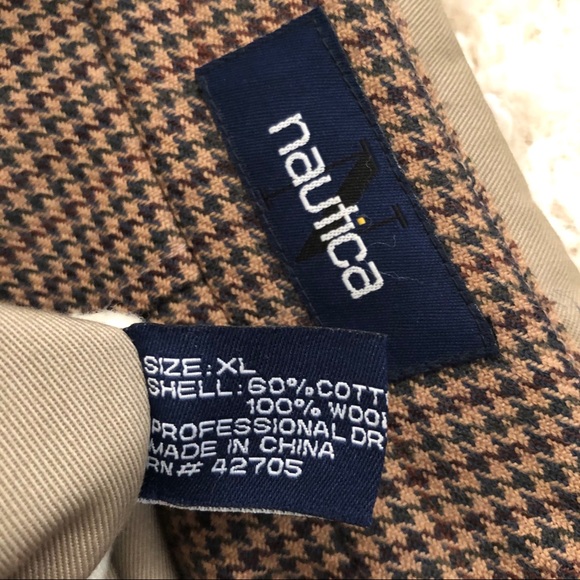 nautica
SIZE: XL
SHELL: 60% COTT
100% WOO
PROFESSIONAL DR
MADE IN CHINA
RN# 42705